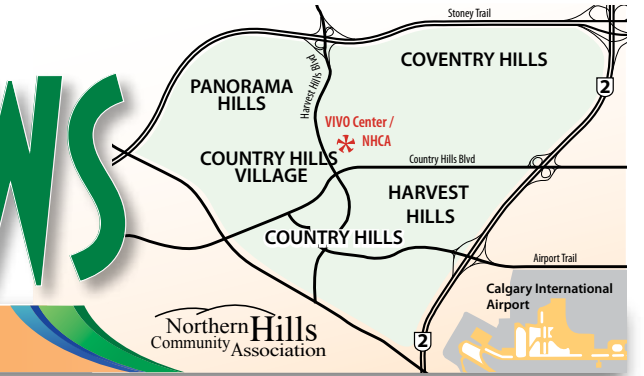 Stoney Trail
COVENTRY HILLS
PANORAMA
HILLS
Harvest Hills Blvd
2
VIVO Center /
NHCA
COUNTRY HILLS
VILLAGE
Country Hills Blvd
HARVEST
HILLS
WS
COUNTRY HILLS
Airport Trail
Calgary International
Airport
Northern Hills
Community Association
2